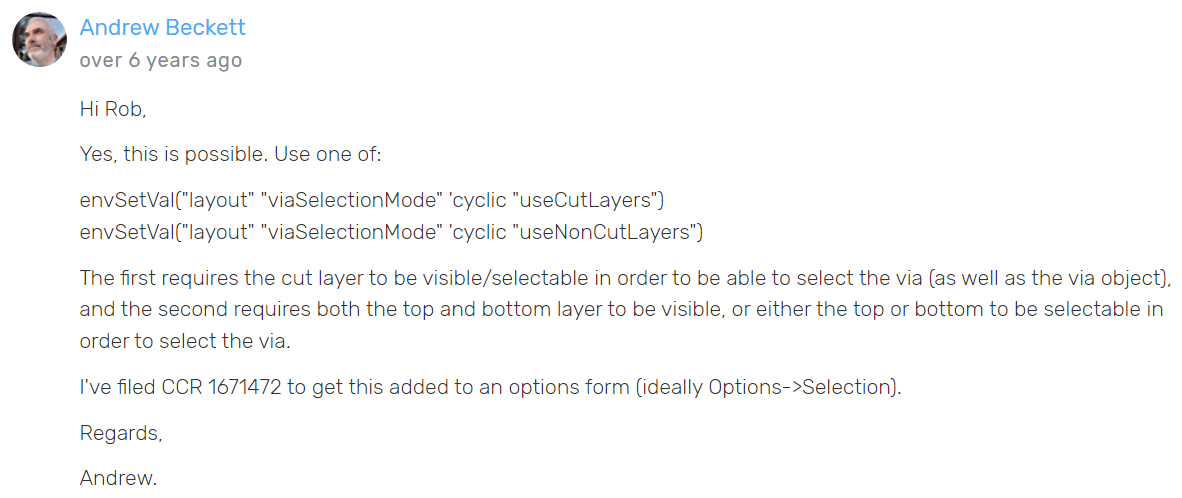 Andrew Beckett
over 6 years ago
Hi Rob,
Yes, this is possible. Use one of:
envSetVal("layout" "viaSelectionMode" 'cyclic "useCutLayers")
envSetVal("layout" "viaSelectionMode" 'cyclic "useNonCutLayers")
The first requires the cut layer to be visible/selectable in order to be able to select the via (as well as the via object),
and the second requires both the top and bottom layer to be visible, or either the top or bottom to be selectable in
order to select the via.
I've filed CCR 1671472 to get this added to an options form (ideally Options->Selection).
Regards,
Andrew.